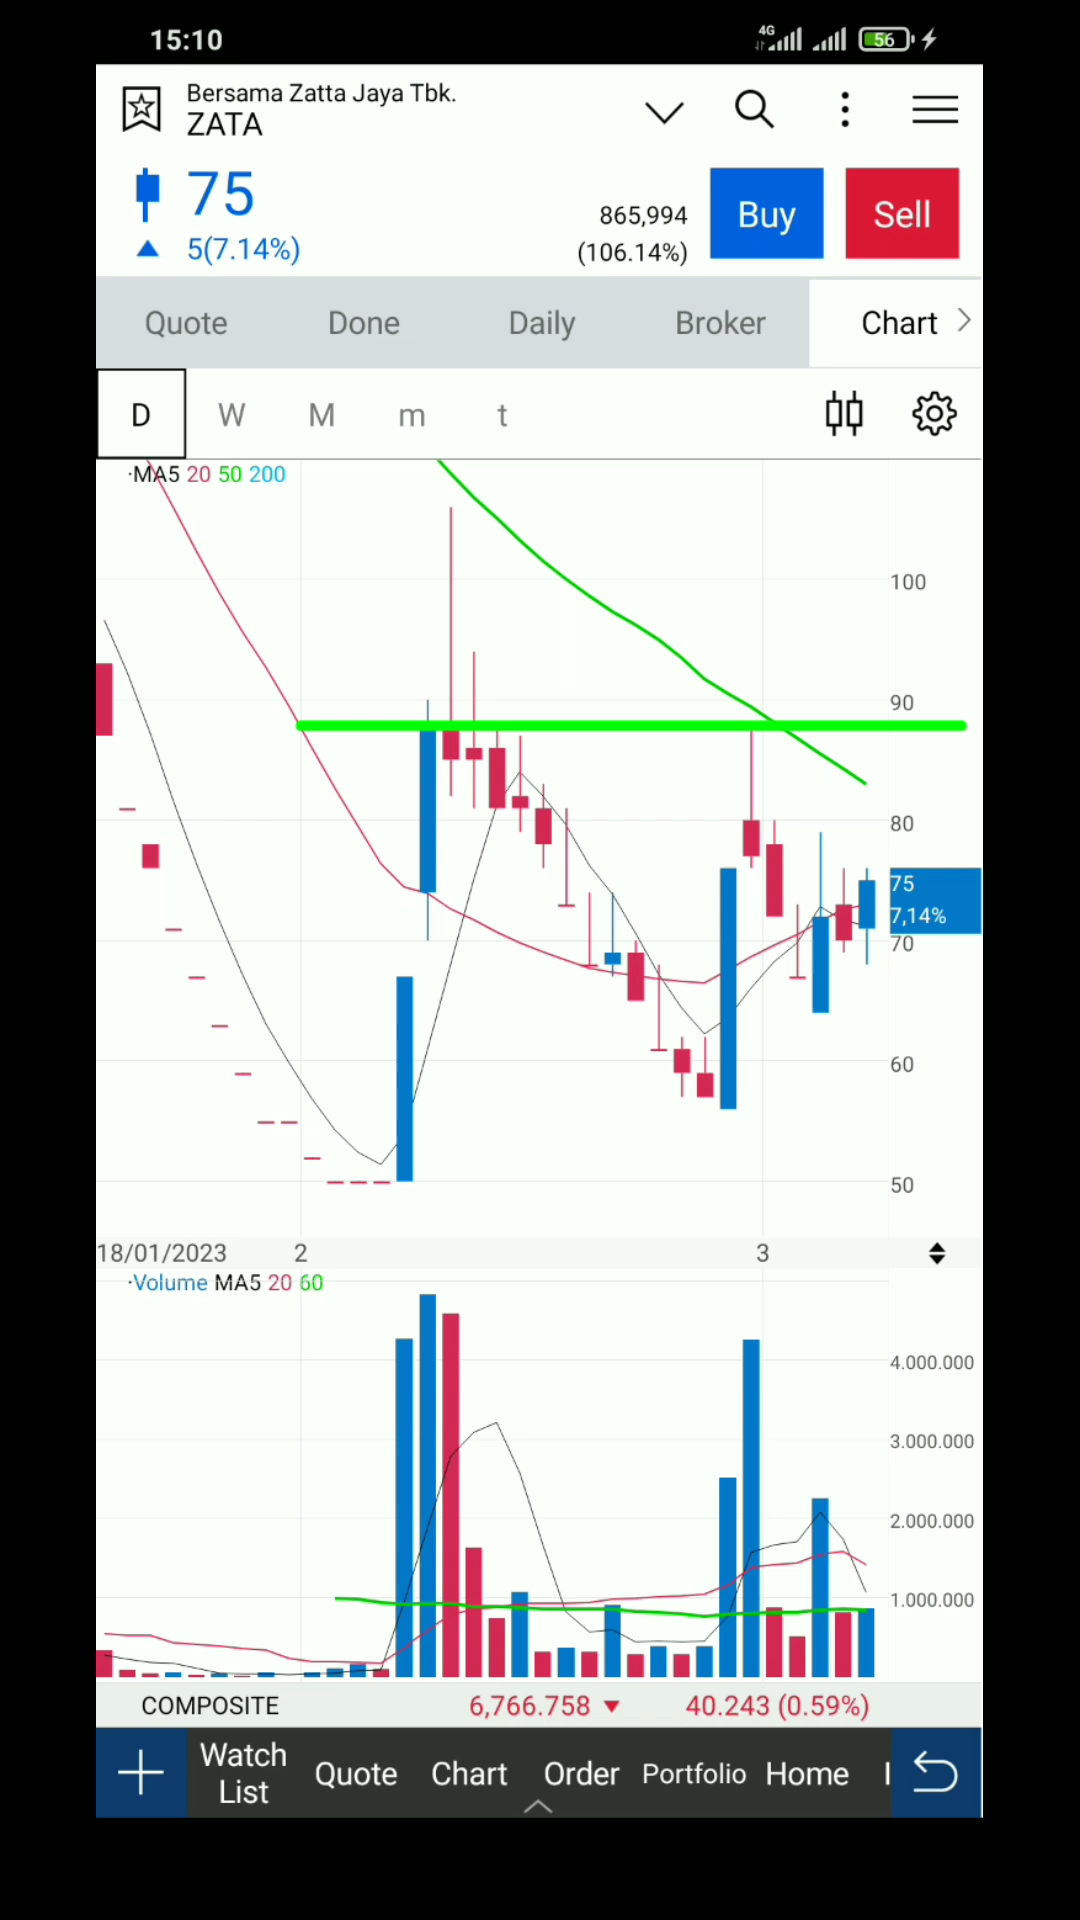 15:10
4G
56
Bersama Zatta Jaya Tbk.
ZATA
75
5(7.14%)
865,994
(106.14%)
Buy
Sell
Quote Done Daily Broker Chart
D W M m t
·MA5 20 50 200
100
90
80
75
7,14%
70
60
50
18/01/2023 2 3
·Volume MA5 20 60
4.000.000
3.000.000
2.000.000
1.000.000
COMPOSITE 6,766.758 ▼ 40.243 (0.59%)
Watch List Quote Chart Order Portfolio Home